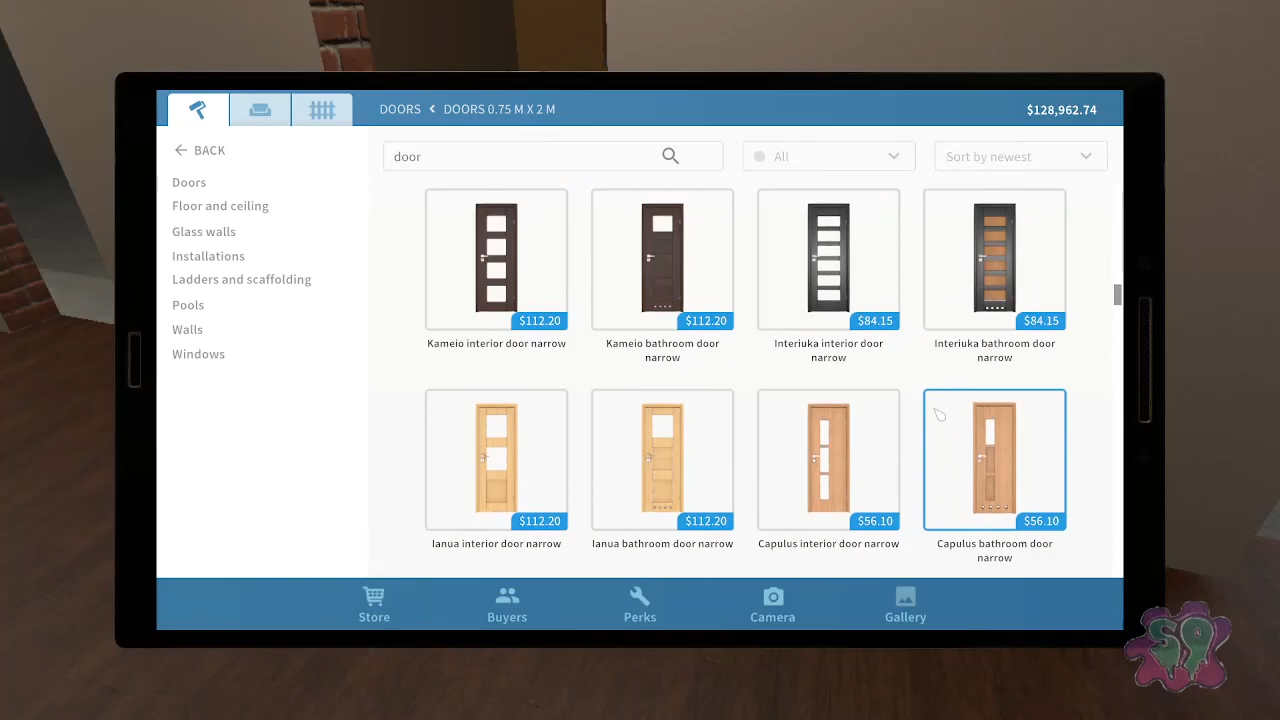 DOORS < DOORS 0.75 M X 2 M
$128,962.74
BACK
door
All
Sort by newest
Doors
Floor and ceiling
Glass walls
Installations
Ladders and scaffolding
Pools
Walls
Windows
$112.20
$112.20
$84.15
$84.15
Kameio interior door narrow
Kameio bathroom door
narrow
Interiuka interior door
narrow
Interiuka bathroom door
narrow
$112.20
$112.20
$56.10
$56.10
Ianua interior door narrow
Ianua bathroom door narrow
Capulus interior door narrow
Capulus bathroom door
narrow
Store
Buyers
Perks
Camera
Gallery
S9